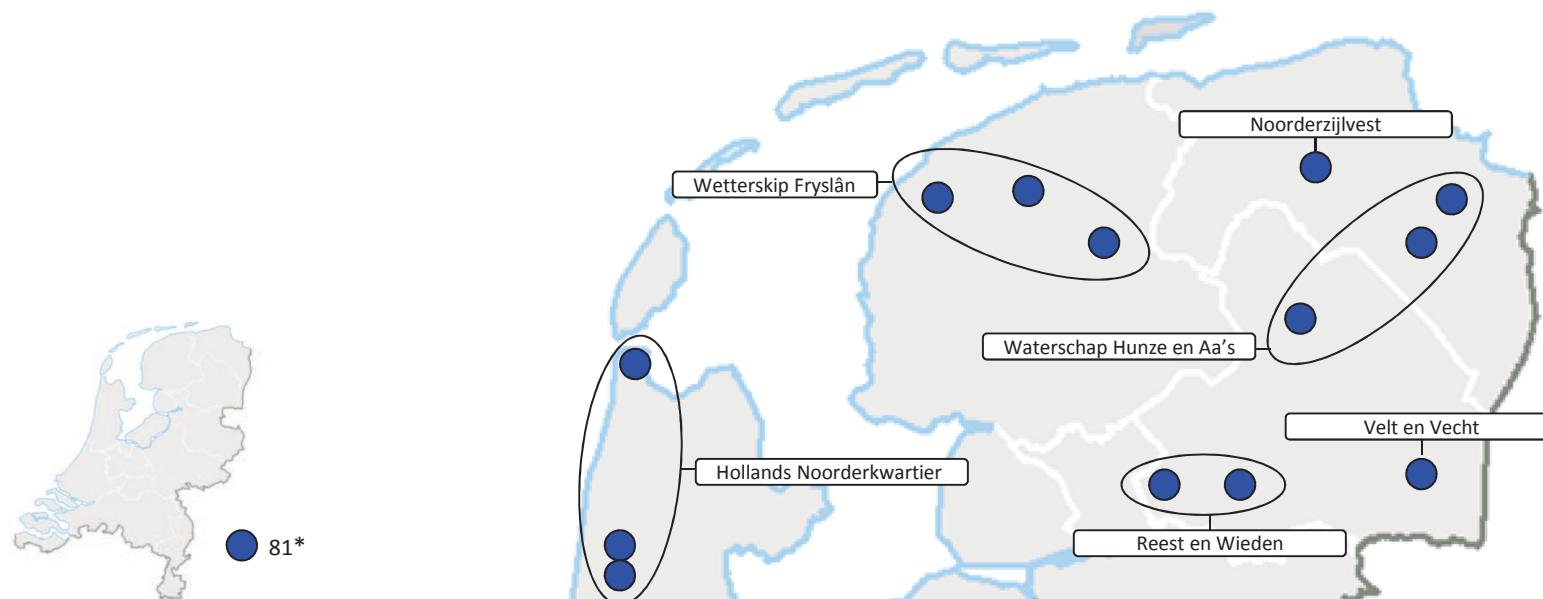 Noorderzijlvest
Wetterskip Fryslân
Waterschap Hunze en Aa's
Velt en Vecht
Hollands Noorderkwartier
Reest en Wieden
81*